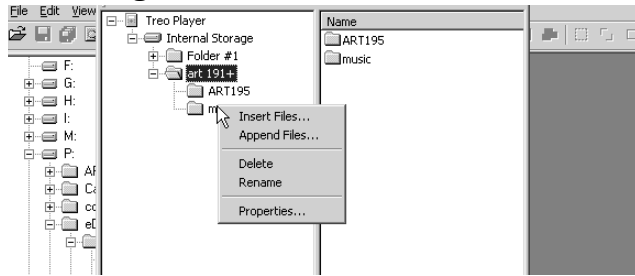 File Edit View
F:
G:
H:
I:
M:
P:
Treo Player
Internal Storage
Folder #1
art 191+
ART195
Name
ART195
music
Insert Files...
Append Files...
Delete
Rename
Properties...